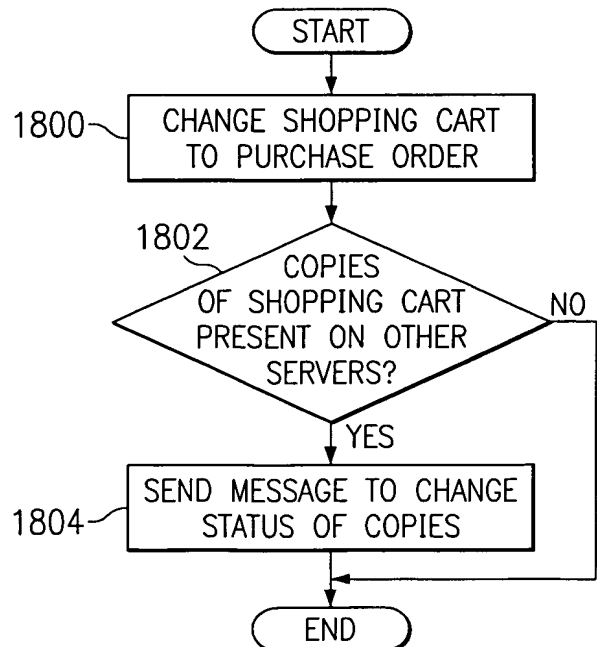 START
1800
CHANGE SHOPPING CART
TO PURCHASE ORDER
1802
COPIES
OF SHOPPING CART
PRESENT ON OTHER
SERVERS?
NO
YES
1804
SEND MESSAGE TO CHANGE
STATUS OF COPIES
END